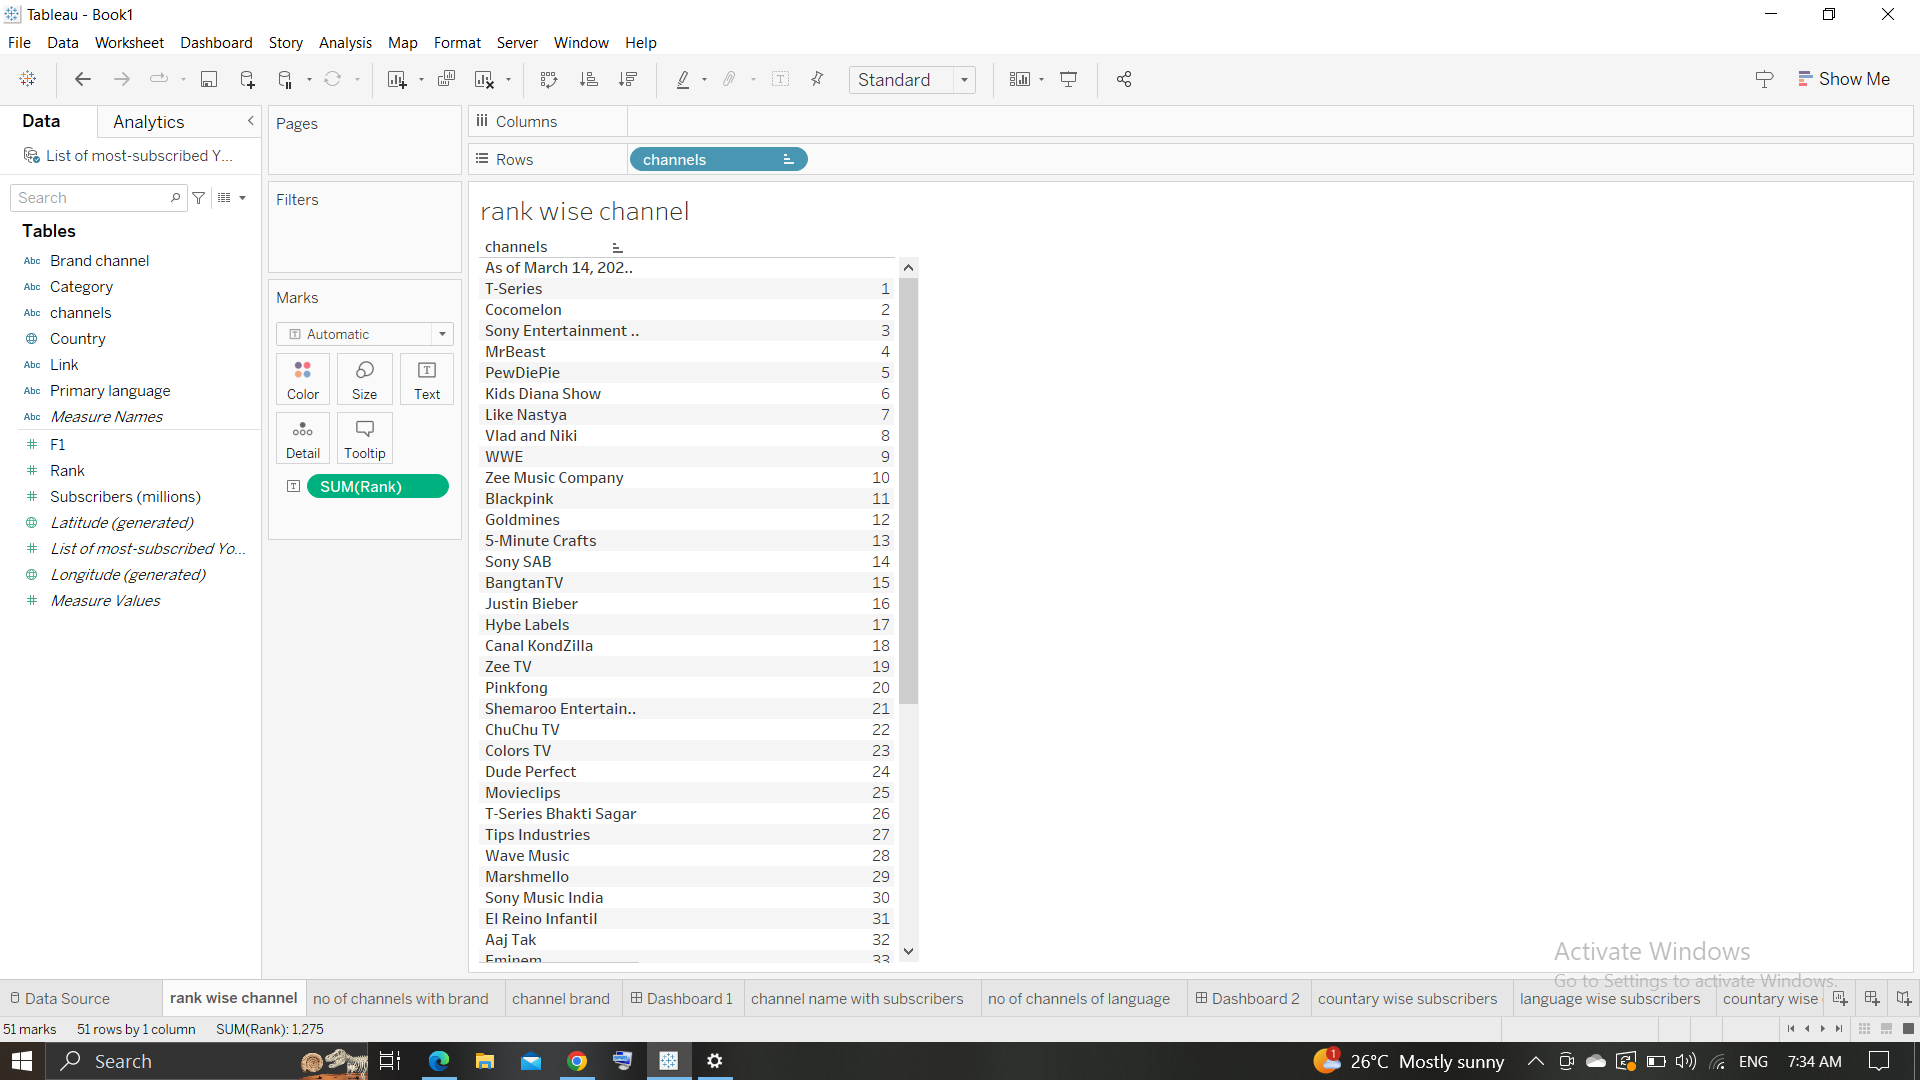 Tableau - Book1
File Data Worksheet Dashboard Story Analysis Map Format Server Window Help
Standard
Show Me
Data Analytics
List of most-subscribed Y...
Search
Tables
Abc Brand channel
Abc Category
Abc channels
Country
Abc Link
Abc Primary language
Abc Measure Names
# F1
# Rank
# Subscribers (millions)
Latitude (generated)
# List of most-subscribed Yo...
Longitude (generated)
# Measure Values
Pages
Filters
Marks
T Automatic
Color Size T Text
Detail Tooltip
T SUM(Rank)
Columns
Rows channels
rank wise channel
channels
As of March 14, 202..
T-Series 1
Cocomelon 2
Sony Entertainment .. 3
MrBeast 4
PewDiePie 5
Kids Diana Show 6
Like Nastya 7
Vlad and Niki 8
WWE 9
Zee Music Company 10
Blackpink 11
Goldmines 12
5-Minute Crafts 13
Sony SAB 14
BangtanTV 15
Justin Bieber 16
Hybe Labels 17
Canal KondZilla 18
Zee TV 19
Pinkfong 20
Shemaroo Entertain.. 21
ChuChu TV 22
Colors TV 23
Dude Perfect 24
Movieclips 25
T-Series Bhakti Sagar 26
Tips Industries 27
Wave Music 28
Marshmello 29
Sony Music India 30
El Reino Infantil 31
Aaj Tak 32
Eminem 33
Activate Windows
Go to Settings to activate Windows.
Data Source rank wise channel no of channels with brand channel brand Dashboard 1 channel name with subscribers no of channels of language Dashboard 2 countary wise subscribers language wise subscribers countary wise
51 marks 51 rows by 1 column SUM(Rank): 1,275
Search 1 26°C Mostly sunny ENG 7:34 AM